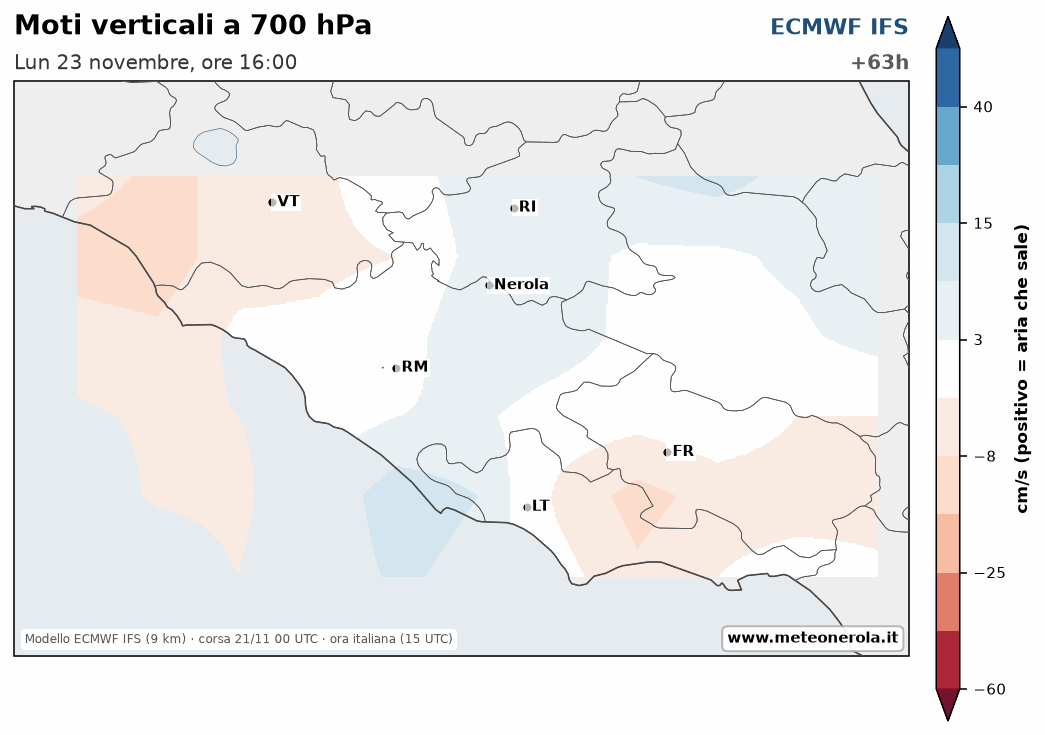 Moti verticali a 700 hPa
ECMWF IFS
Lun 23 novembre, ore 16:00
+63h
VT
RI
Nerola
RM
FR
LT
40
15
3
−8
−25
−60
cm/s (positivo = aria che sale)
Modello ECMWF IFS (9 km) · corsa 21/11 00 UTC · ora italiana (15 UTC)
www.meteonerola.it